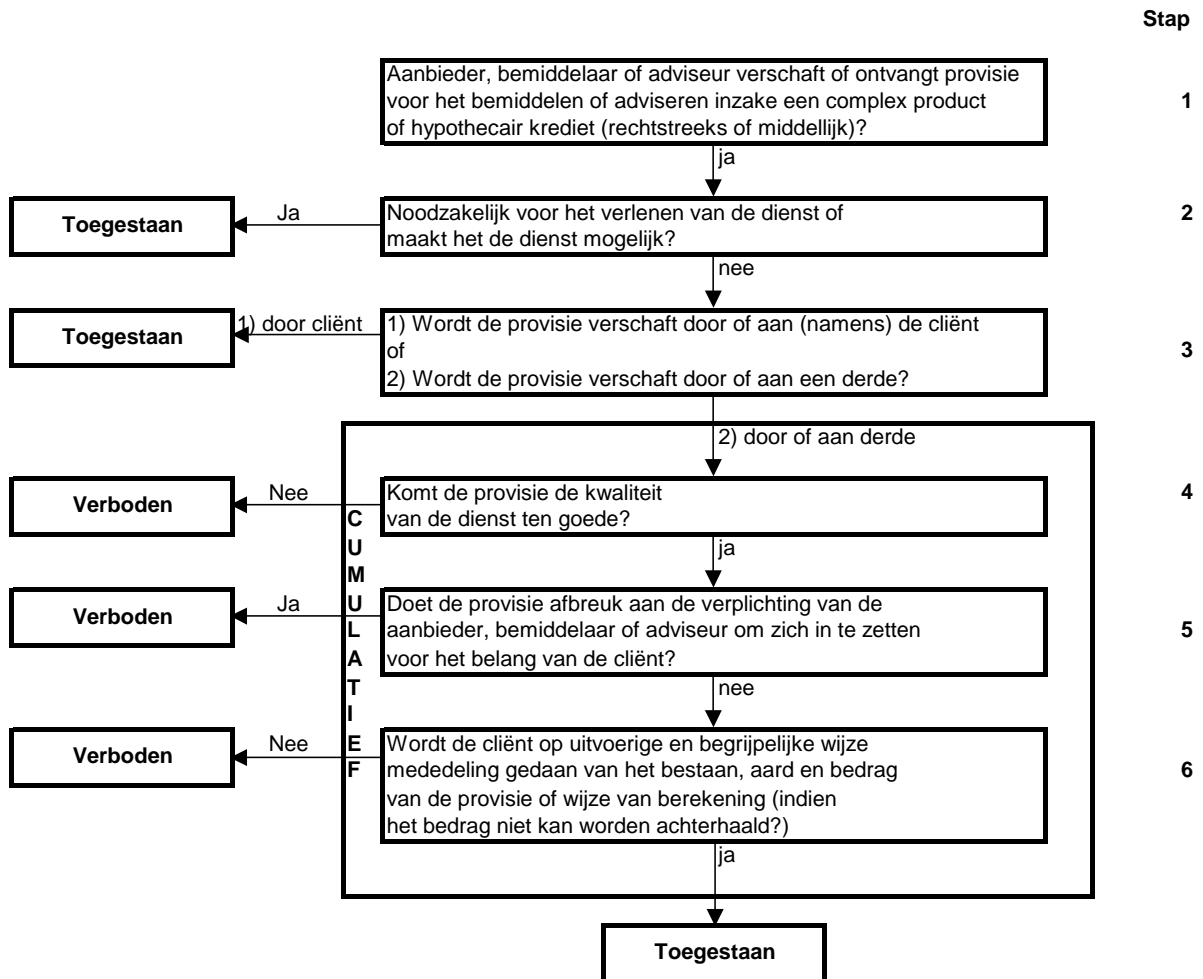 Stap
Aanbieder, bemiddelaar of adviseur verschaft of ontvangt provisie
voor het bemiddelen of adviseren inzake een complex product
of hypothecair krediet (rechtstreeks of middellijk)?
1
ja
Toegestaan
Ja
Noodzakelijk voor het verlenen van de dienst of
maakt het de dienst mogelijk?
2
nee
Toegestaan
1) door cliënt
1) Wordt de provisie verschaft door of aan (namens) de cliënt
of
2) Wordt de provisie verschaft door of aan een derde?
3
2) door of aan derde
Verboden
Nee
Komt de provisie de kwaliteit
van de dienst ten goede?
4
CUMULATIEF
ja
Verboden
Ja
Doet de provisie afbreuk aan de verplichting van de
aanbieder, bemiddelaar of adviseur om zich in te zetten
voor het belang van de cliënt?
5
nee
Verboden
Nee
Wordt de cliënt op uitvoerige en begrijpelijke wijze
mededeling gedaan van het bestaan, aard en bedrag
van de provisie of wijze van berekening (indien
het bedrag niet kan worden achterhaald?)
6
ja
Toegestaan